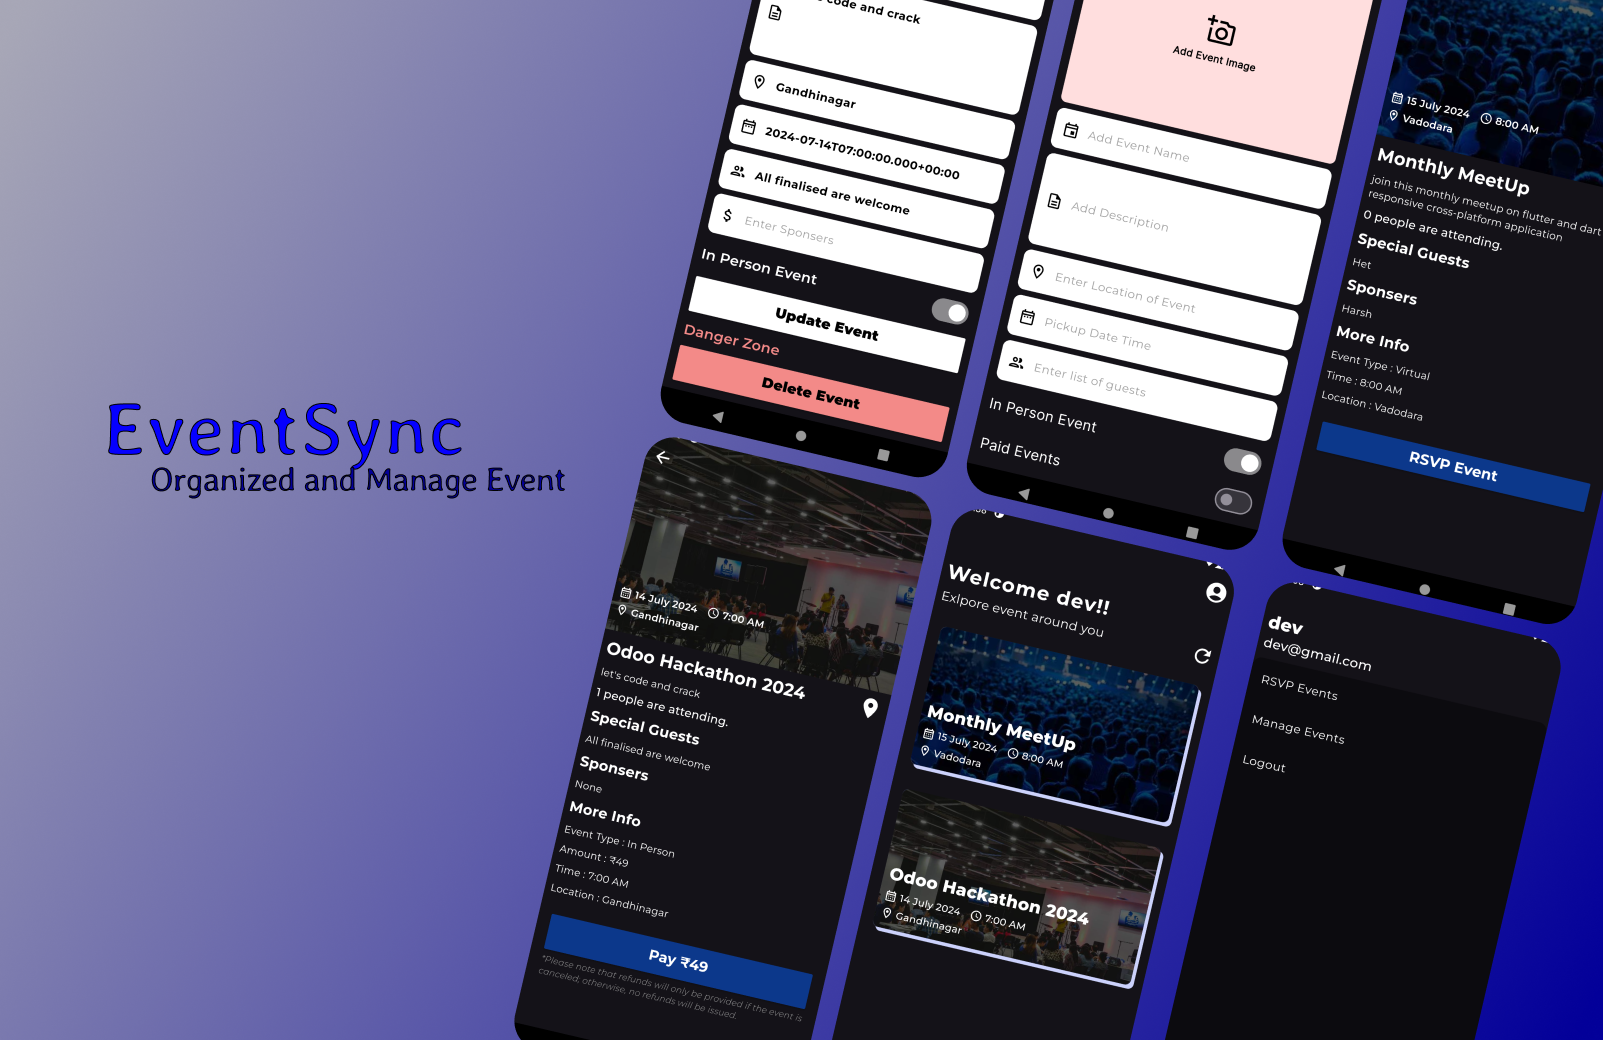 EventSync
Organized and Manage Event
code and crack
Gandhinagar
2024-07-14T07:00:00.000+00:00
All finalised are welcome
Enter Sponsers
In Person Event
Update Event
Danger Zone
Delete Event
Add Event Image
Add Event Name
Add Description
Enter Location of Event
Pickup Date Time
Enter list of guests
In Person Event
Paid Events
15 July 2024 8:00 AM
Vadodara
Monthly MeetUp
join this monthly meetup on flutter and dart
responsive cross-platform application
0 people are attending.
Special Guests
Het
Sponsers
Harsh
More Info
Event Type : Virtual
Time : 8:00 AM
Location : Vadodara
RSVP Event
14 July 2024 7:00 AM
Gandhinagar
Odoo Hackathon 2024
let's code and crack
1 people are attending.
Special Guests
All finalised are welcome
Sponsers
None
More Info
Event Type : In Person
Amount : ₹49
Time : 7:00 AM
Location : Gandhinagar
Pay ₹49
*Please note that refunds will only be provided if the event is
canceled; otherwise, no refunds will be issued.
Welcome dev!!
Exlpore event around you
Monthly MeetUp
15 July 2024 8:00 AM
Vadodara
Odoo Hackathon 2024
14 July 2024 7:00 AM
Gandhinagar
dev
dev@gmail.com
RSVP Events
Manage Events
Logout